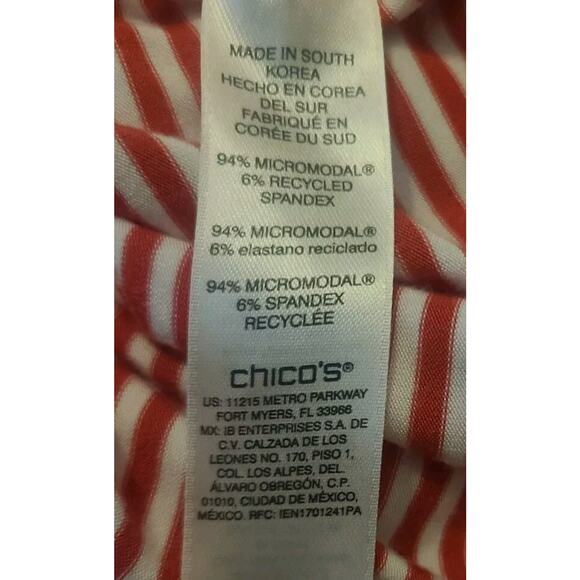 MADE IN SOUTH
KOREA
HECHO EN COREA
DEL SUR
FABRIQUÉ EN
CORÉE DU SUD
94% MICROMODAL®
6% RECYCLED
SPANDEX
94% MICROMODAL®
6% elastano reciclado
94% MICROMODAL®
6% SPANDEX
RECYCLÉE
chico's®
US: 11215 METRO PARKWAY
FORT MYERS, FL 33966
MX: IB ENTERPRISES S.A. DE
C.V. CALZADA DE LOS
LEONES NO. 170, PISO 1,
COL. LOS ALPES, DEL.
ÁLVARO OBREGÓN, C.P.
01010, CIUDAD DE MÉXICO,
MÉXICO. RFC: IEN1701241PA